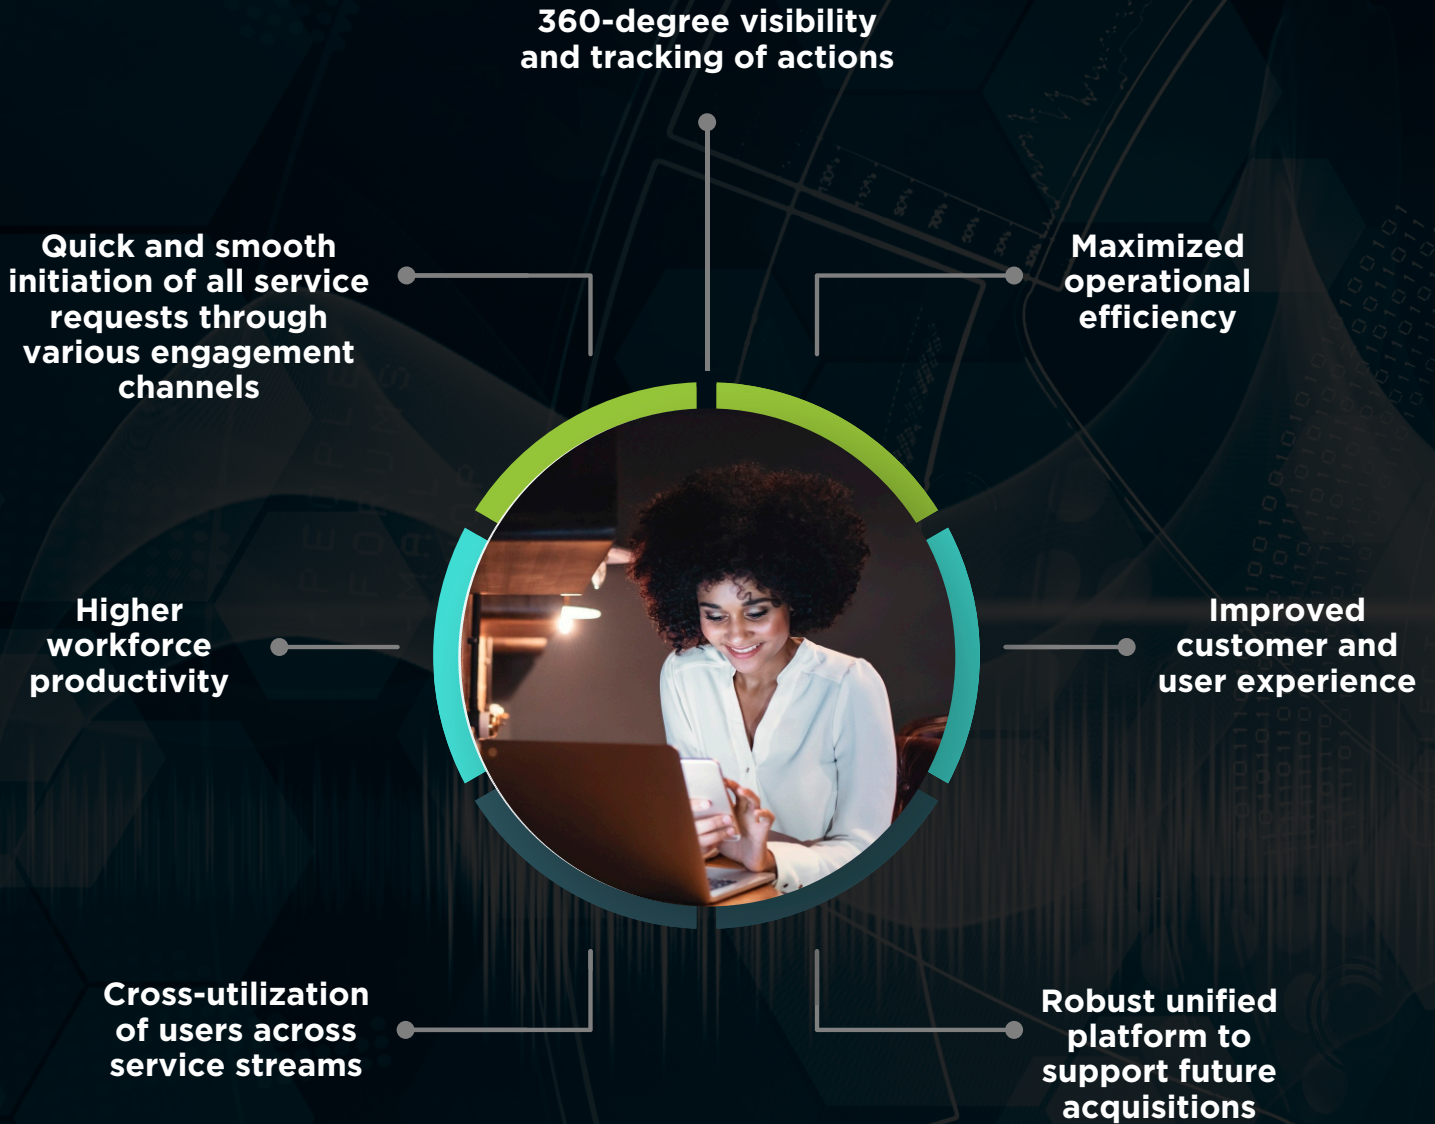 360-degree visibility
and tracking of actions
Quick and smooth
initiation of all service
requests through
various engagement
channels
Maximized
operational
efficiency
Higher
workforce
productivity
Improved
customer and
user experience
Cross-utilization
of users across
service streams
Robust unified
platform to
support future
acquisitions